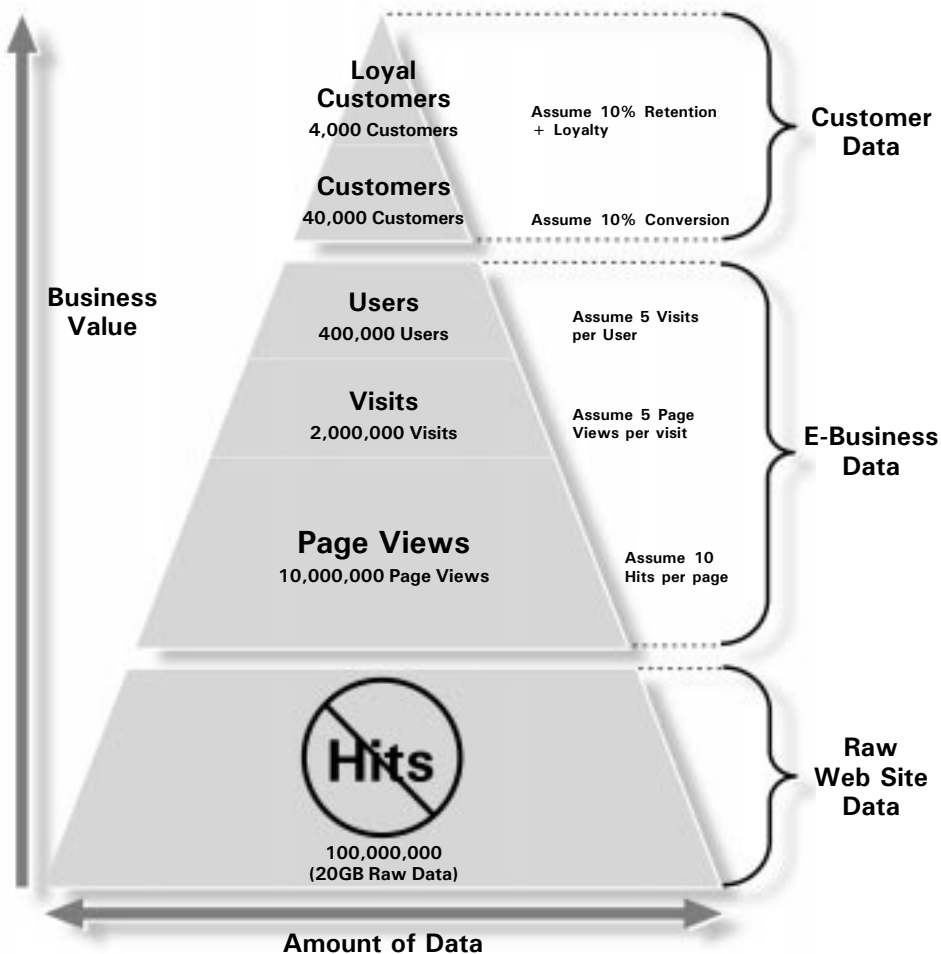 Loyal
Customers
4,000 Customers
Assume 10% Retention
+ Loyalty
Customer
Data
Customers
40,000 Customers
Assume 10% Conversion
Business
Value
Users
400,000 Users
Assume 5 Visits
per User
Visits
2,000,000 Visits
Assume 5 Page
Views per visit
E-Business
Data
Page Views
10,000,000 Page Views
Assume 10
Hits per page
Hits
100,000,000
(20GB Raw Data)
Raw
Web Site
Data
Amount of Data